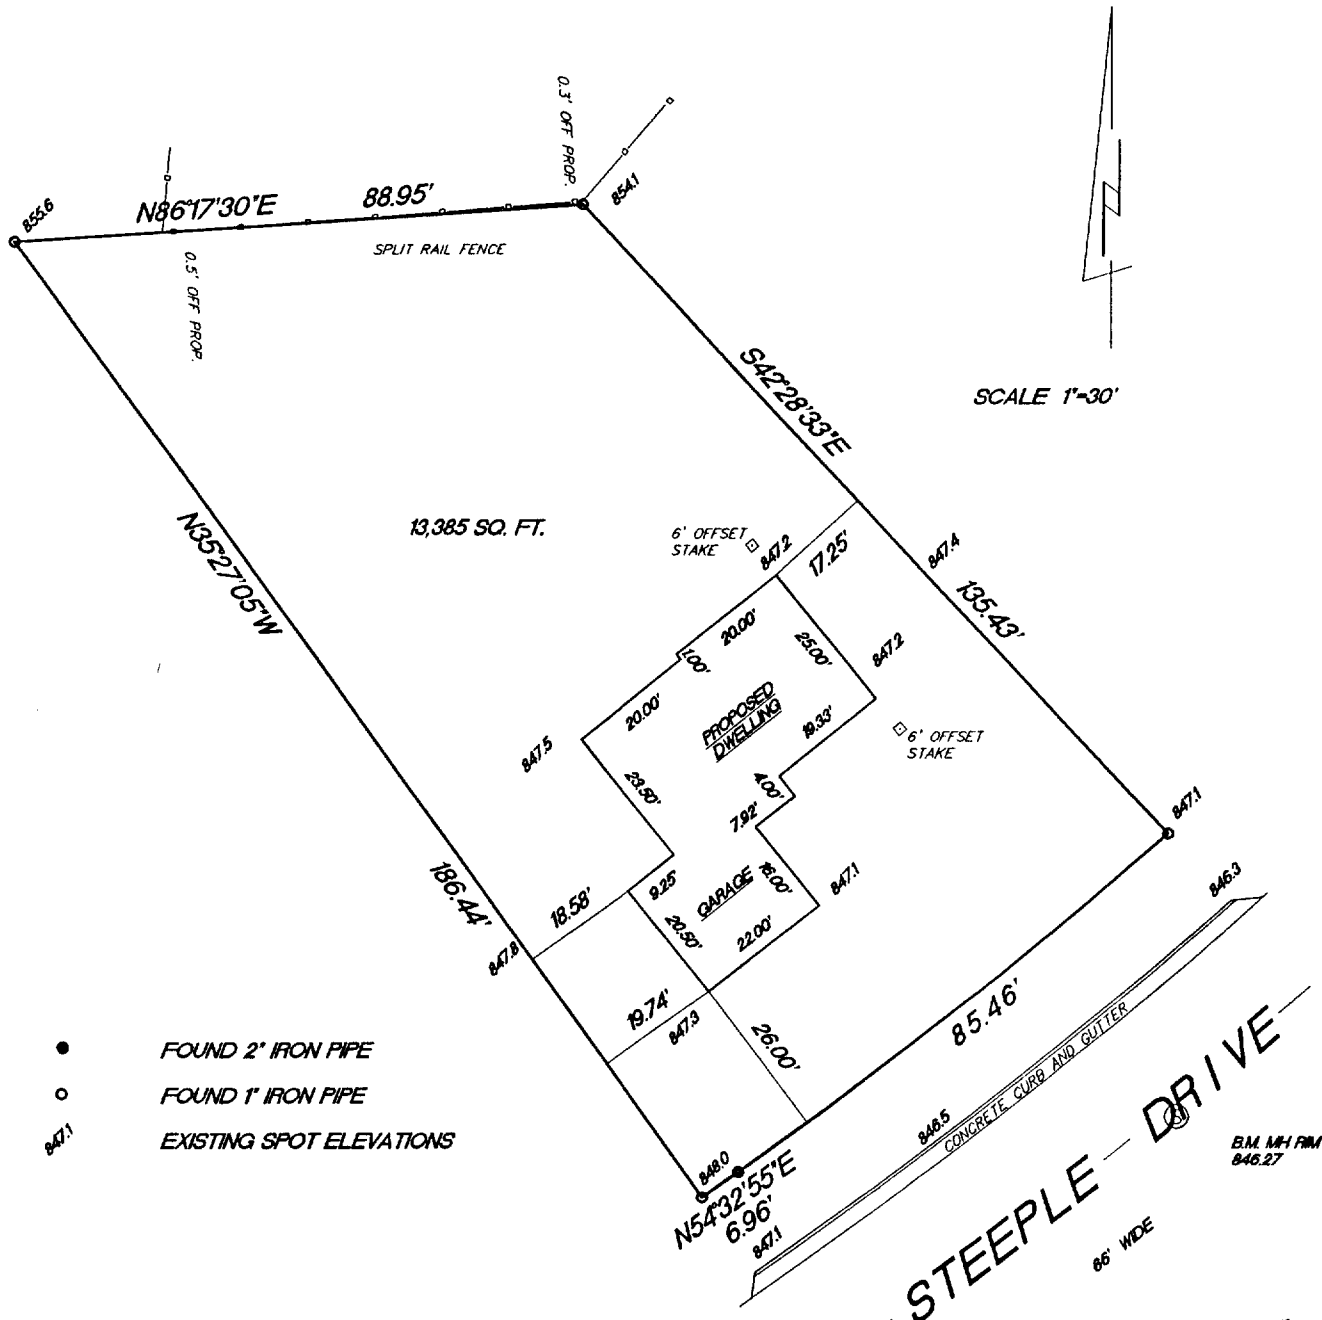 0.3' OFF PROP.
854.1
855.6
N86°17'30"E
88.95'
SPLIT RAIL FENCE
0.5' OFF PROP.
S42°28'33"E
SCALE 1"=30'
N35°27'05"W
13,385 SQ. FT.
6' OFFSET
STAKE
847.2
17.25'
847.4
135.43'
20.00'
1.00'
25.00'
847.2
20.00'
PROPOSED
DWELLING
19.33'
6' OFFSET
STAKE
847.5
23.50'
4.00'
7.92'
847.1
186.44'
9.25'
GARAGE
16.00'
847.1
846.3
18.58'
20.50'
22.00'
847.8
19.74'
847.3
26.00'
85.46'
FOUND 2" IRON PIPE
FOUND 1" IRON PIPE
847.1
EXISTING SPOT ELEVATIONS
848.0
N54°32'55"E
6.96'
847.1
846.5
CONCRETE CURB AND GUTTER
STEEPLE DRIVE
66' WIDE
B.M. MH RIM
846.27